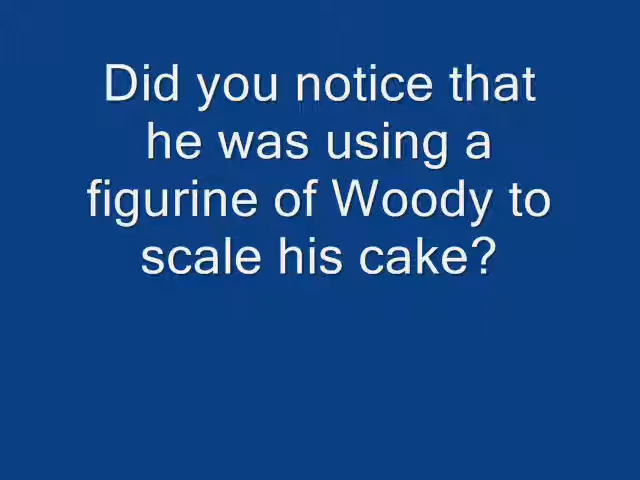 Did you notice that
he was using a
figurine of Woody to
scale his cake?